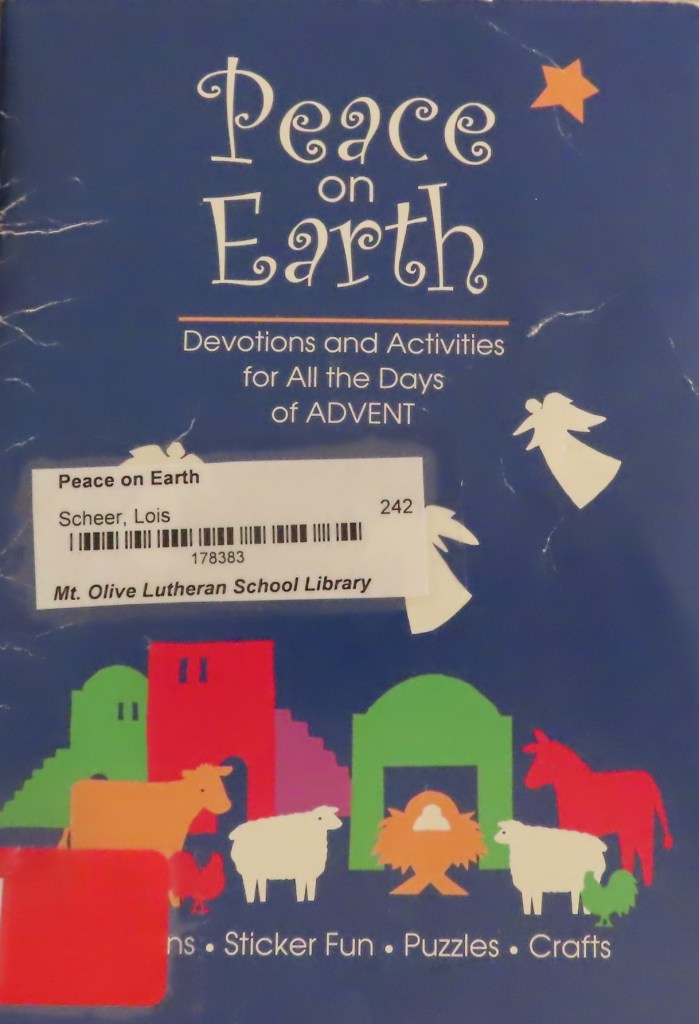 Peace
on
Earth
Devotions and Activities
for All the Days
of ADVENT
Peace on Earth
Scheer, Lois 242
178383
Mt. Olive Lutheran School Library
ns • Sticker Fun • Puzzles • Crafts